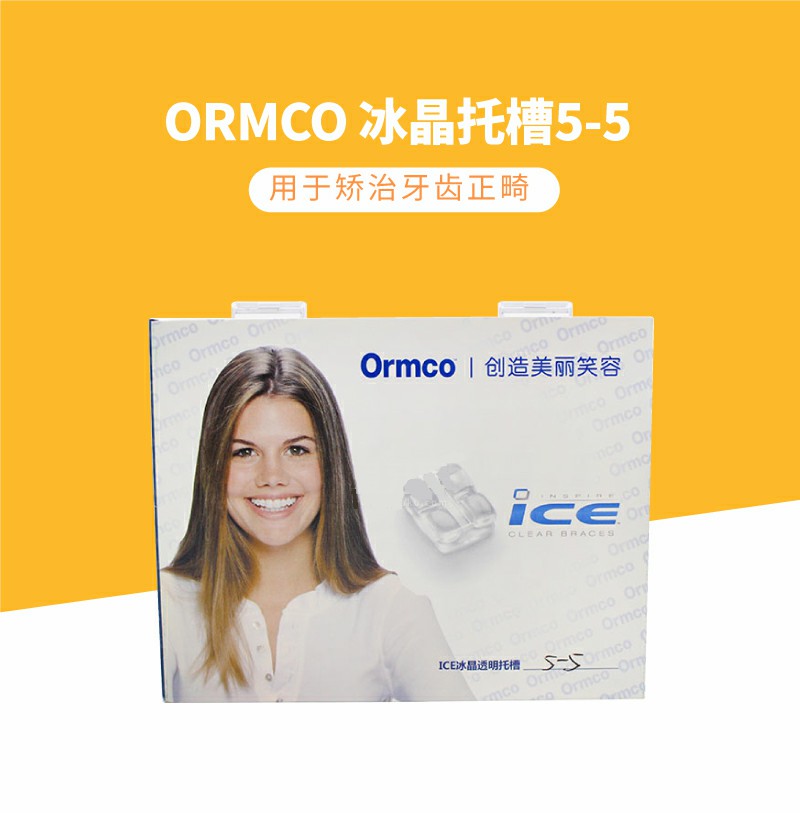 ORMCO 冰晶托槽5-5
用于矫治牙齿正畸
Ormco | 创造美丽笑容
INSPIRE
iCE
CLEAR BRACES
ICE冰晶透明托槽 5-5